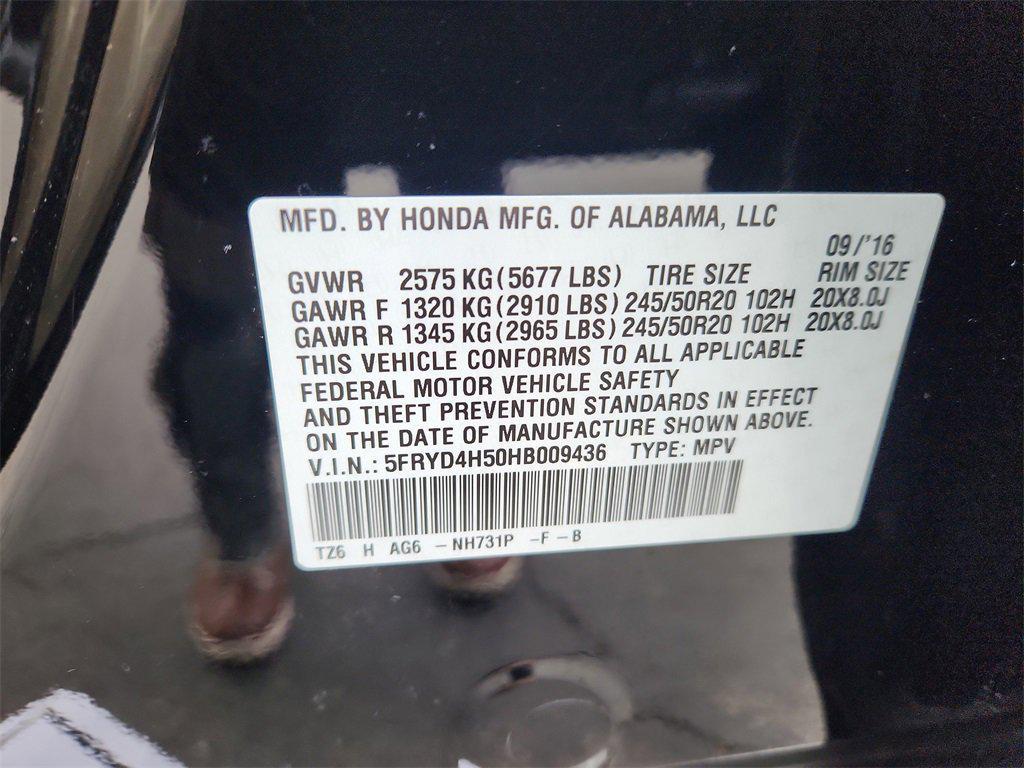 MFD. BY HONDA MFG. OF ALABAMA, LLC
09/'16
GVWR 2575 KG (5677 LBS) TIRE SIZE RIM SIZE
GAWR F 1320 KG (2910 LBS) 245/50R20 102H 20X8.0J
GAWR R 1345 KG (2965 LBS) 245/50R20 102H 20X8.0J
THIS VEHICLE CONFORMS TO ALL APPLICABLE
FEDERAL MOTOR VEHICLE SAFETY
AND THEFT PREVENTION STANDARDS IN EFFECT
ON THE DATE OF MANUFACTURE SHOWN ABOVE.
V.I.N.: 5FRYD4H50HB009436 TYPE: MPV
TZ6 H AG6 - NH731P - F - B